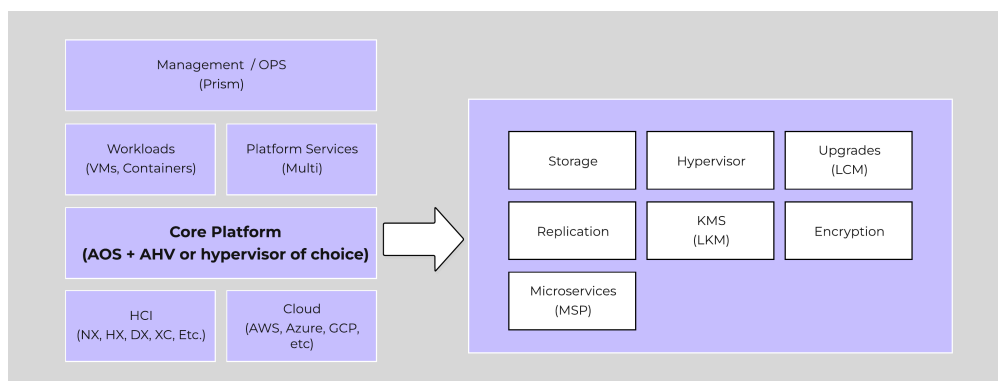 Management / OPS
(Prism)
Workloads
(VMs, Containers)
Platform Services
(Multi)
Core Platform
(AOS + AHV or hypervisor of choice)
HCI
(NX, HX, DX, XC, Etc.)
Cloud
(AWS, Azure, GCP,
etc)
Storage
Hypervisor
Upgrades
(LCM)
Replication
KMS
(LKM)
Encryption
Microservices
(MSP)